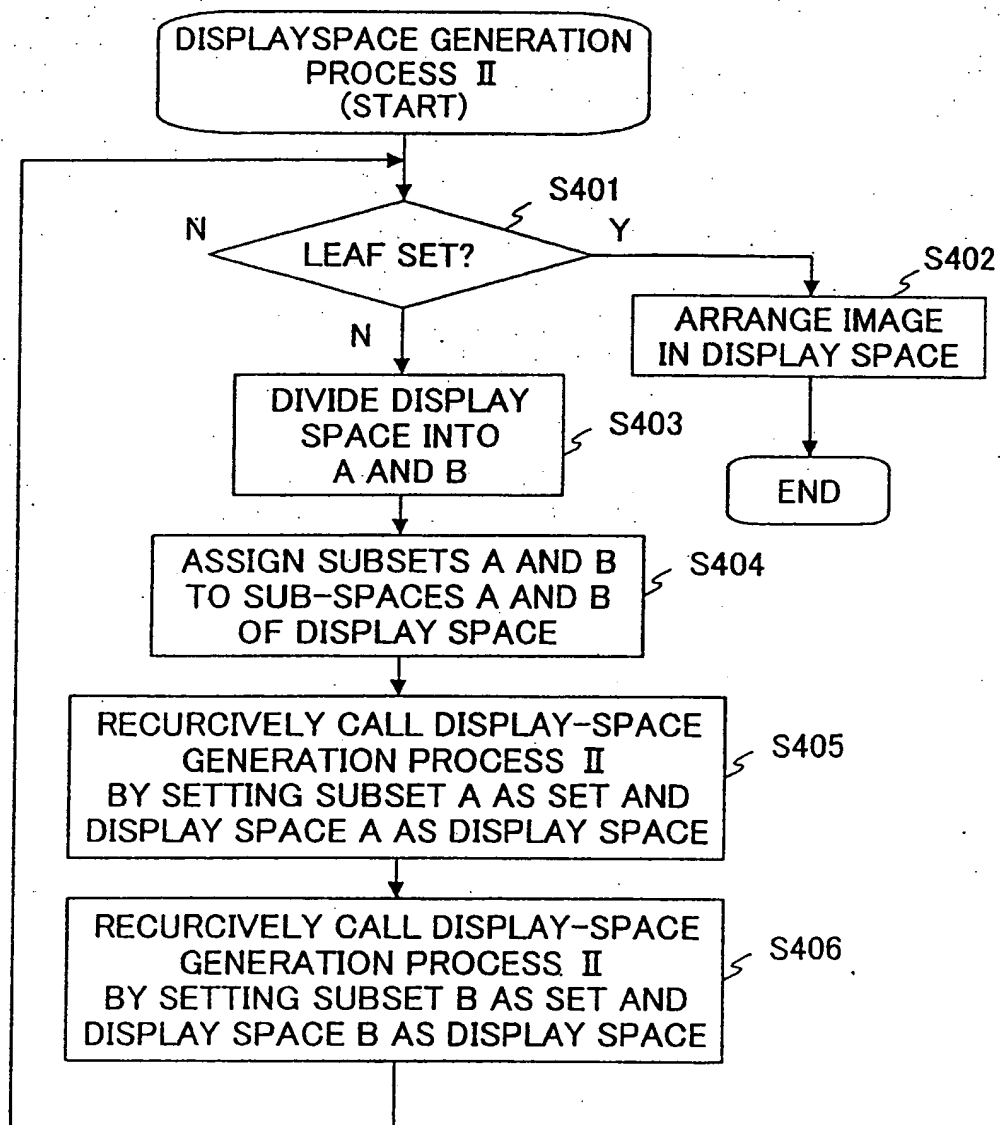 DISPLAYSPACE GENERATION
PROCESS II
(START)
S401
N
Y
LEAF SET?
S402
N
ARRANGE IMAGE
IN DISPLAY SPACE
DIVIDE DISPLAY
SPACE INTO
A AND B
S403
END
ASSIGN SUBSETS A AND B
TO SUB-SPACES A AND B
OF DISPLAY SPACE
S404
RECURCIVELY CALL DISPLAY-SPACE
GENERATION PROCESS II
BY SETTING SUBSET A AS SET AND
DISPLAY SPACE A AS DISPLAY SPACE
S405
RECURCIVELY CALL DISPLAY-SPACE
GENERATION PROCESS II
BY SETTING SUBSET B AS SET AND
DISPLAY SPACE B AS DISPLAY SPACE
S406